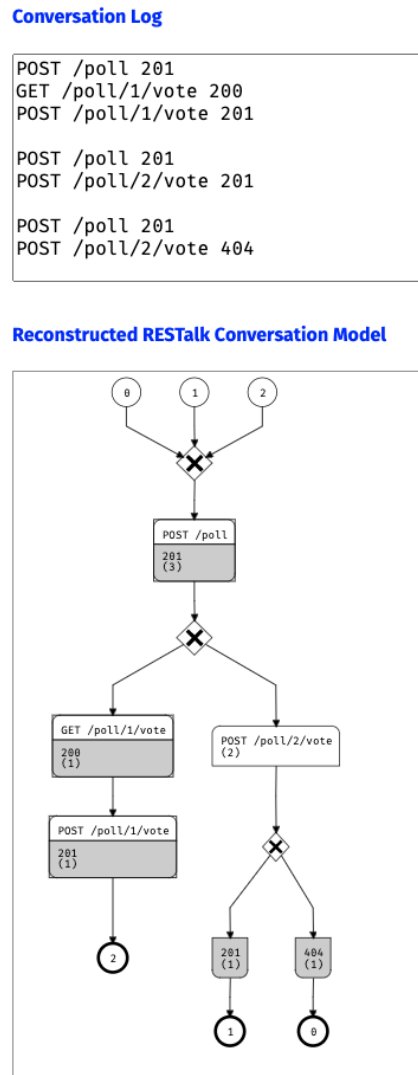 Conversation Log
POST /poll 201
GET /poll/1/vote 200
POST /poll/1/vote 201
POST /poll 201
POST /poll/2/vote 201
POST /poll 201
POST /poll/2/vote 404
Reconstructed RESTalk Conversation Model
0 1 2
POST /poll
201
(3)
GET /poll/1/vote
200
(1)
POST /poll/2/vote
(2)
POST /poll/1/vote
201
(1)
201
(1)
404
(1)
2
1
0